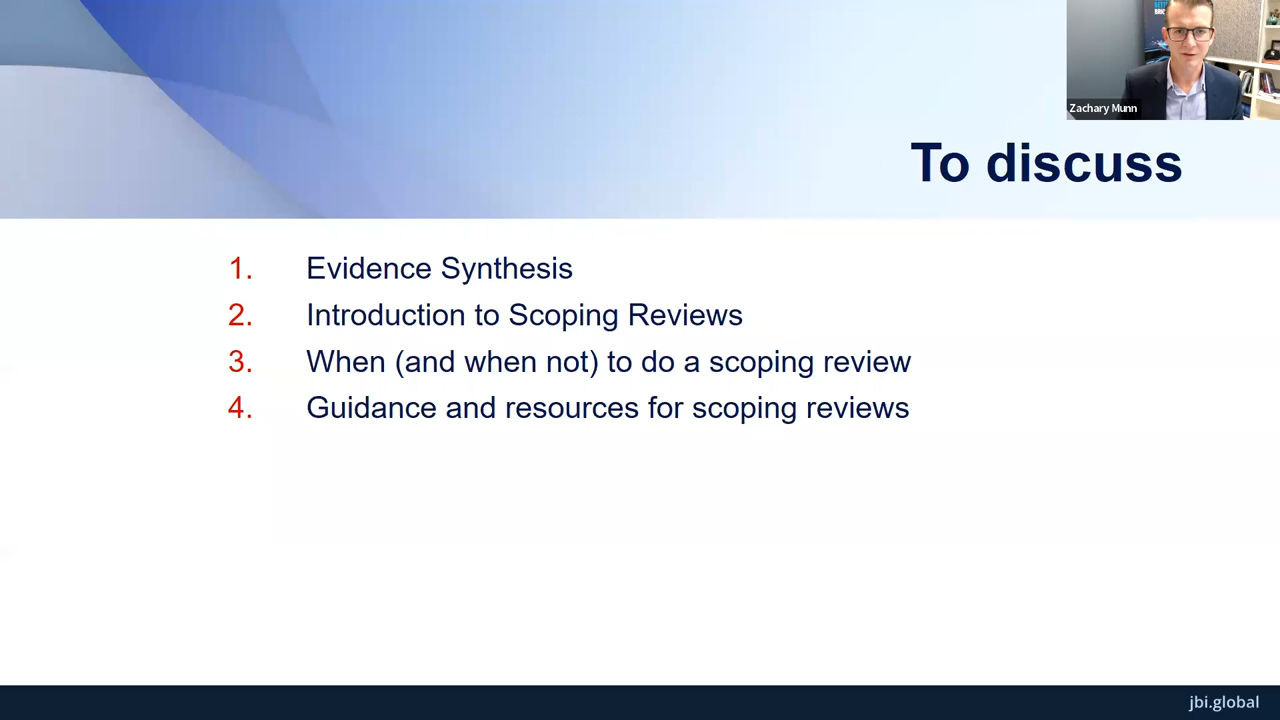 Zachary Munn
To discuss
1. Evidence Synthesis
2. Introduction to Scoping Reviews
3. When (and when not) to do a scoping review
4. Guidance and resources for scoping reviews
jbi.global